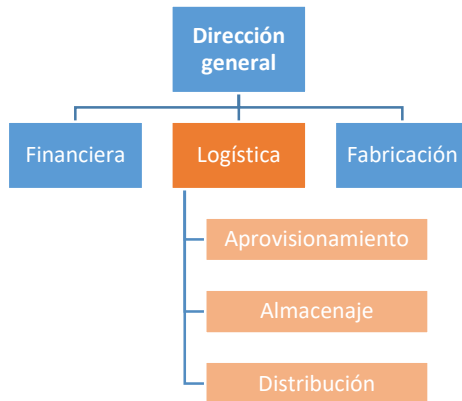 Dirección
general
Financiera
Logística
Fabricación
Aprovisionamiento
Almacenaje
Distribución